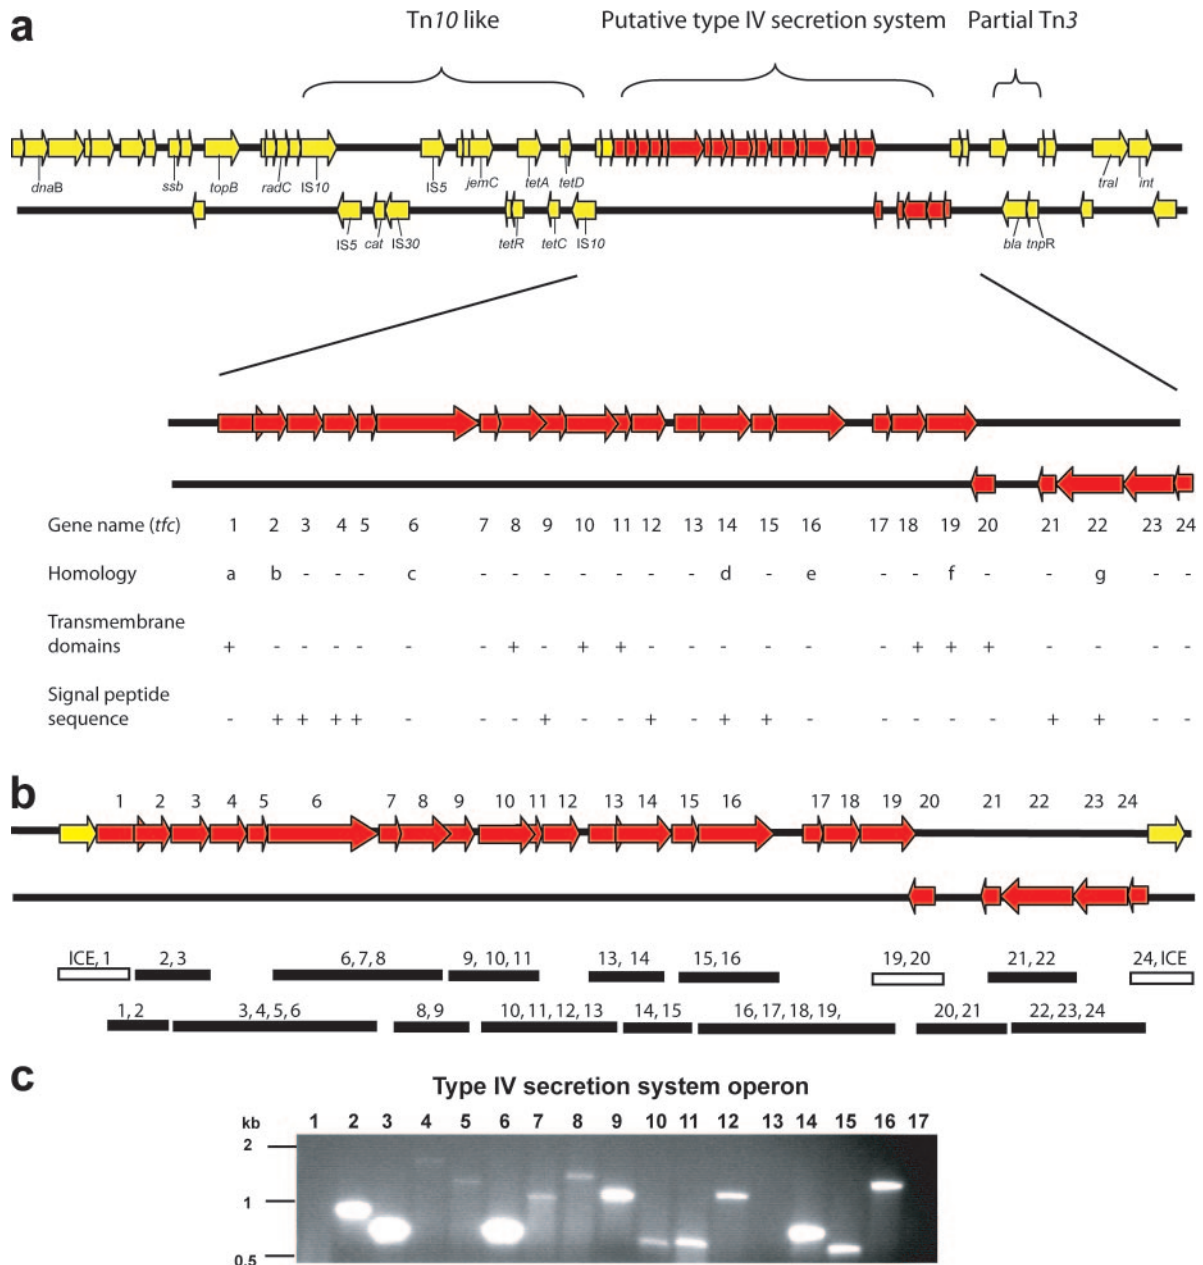 a
Tn10 like Putative type IV secretion system Partial Tn3
dnaB ssb topB radC IS10 IS5 jemC tetA tetD traI int
IS5 cat IS30 tetR tetC IS10 bla tnpR
Gene name (tfc) 1 2 3 4 5 6 7 8 9 10 11 12 13 14 15 16 17 18 19 20 21 22 23 24
Homology a b - - - c - - - - - - - d - e - - f - - g - -
Transmembrane
domains + - - - - - - + - + + - - - - - - + + + - - - -
Signal peptide
sequence - + + + + - - - + - - + - + + - - - - - + + - -
b
1 2 3 4 5 6 7 8 9 10 11 12 13 14 15 16 17 18 19 20 21 22 23 24
ICE, 1 2, 3 6, 7, 8 9, 10, 11 13, 14 15, 16 19, 20 21, 22 24, ICE
1, 2 3, 4, 5, 6 8, 9 10, 11, 12, 13 14, 15 16, 17, 18, 19, 20, 21 22, 23, 24
c
Type IV secretion system operon
kb 1 2 3 4 5 6 7 8 9 10 11 12 13 14 15 16 17
2
1
0.5